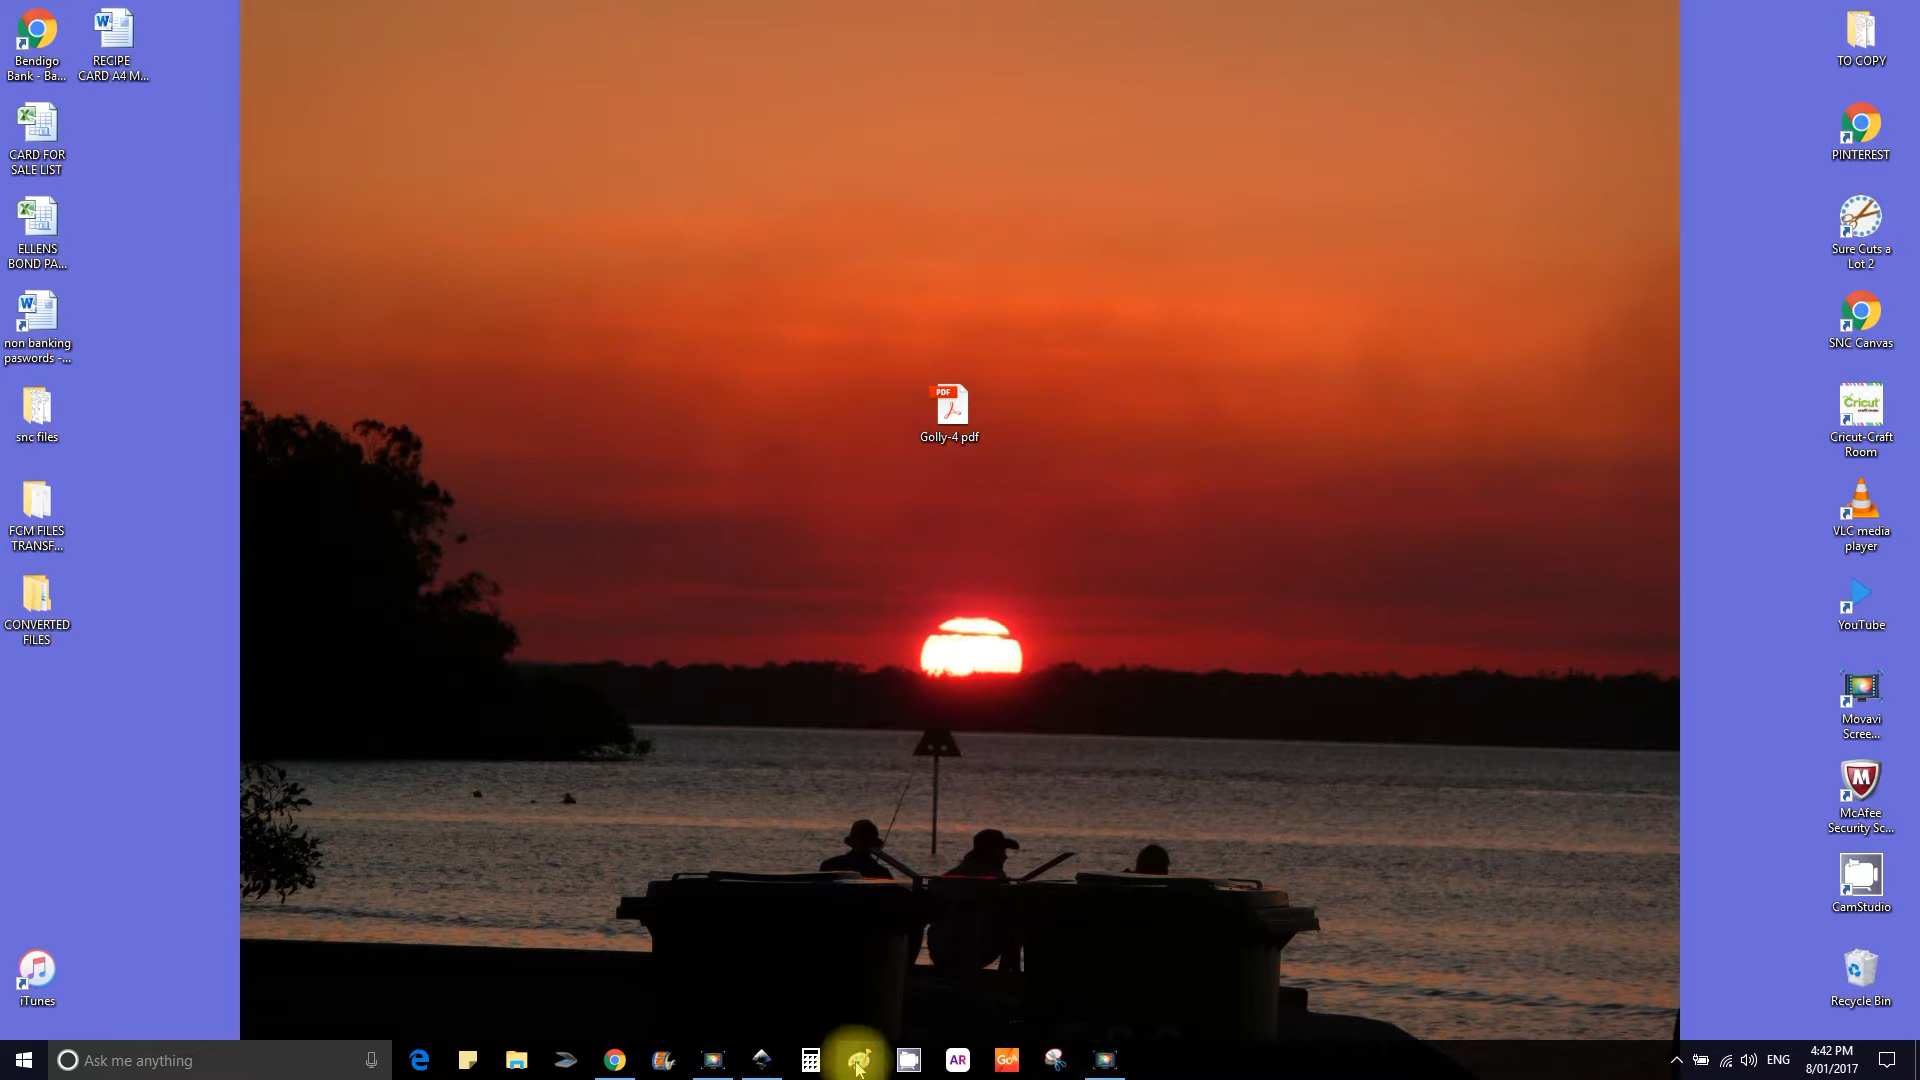 Bendigo
Bank - Ba...
RECIPE
CARD A4 M...
CARD FOR
SALE LIST
ELLENS
BOND PA...
non banking
paswords -...
snc files
FCM FILES
TRANSF...
CONVERTED
FILES
iTunes
PDF
Golly-4 pdf
TO COPY
PINTEREST
Sure Cuts a
Lot 2
SNC Canvas
Cricut
Cricut-Craft
Room
VLC media
player
YouTube
Movavi
Scree...
McAfee
Security Sc...
CamStudio
Recycle Bin
Ask me anything
AR
Go
ENG
4:42 PM
8/01/2017